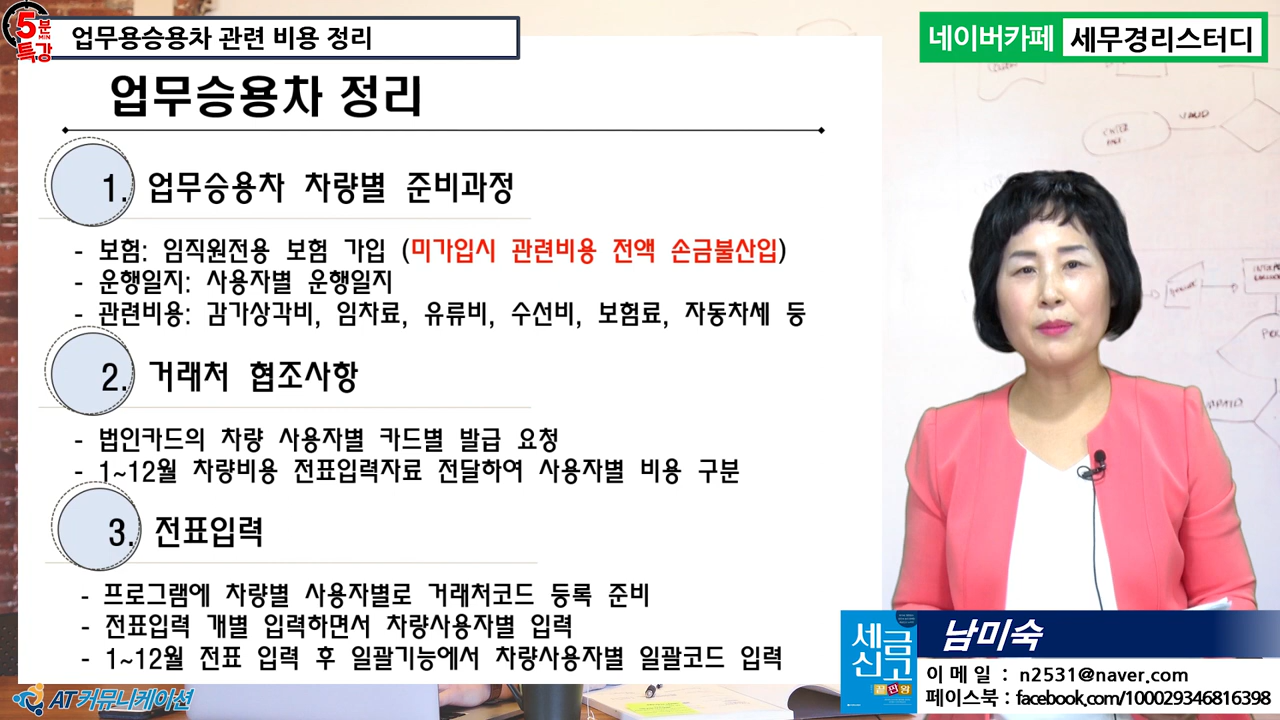 5분
MIN
특강
업무용승용차 관련 비용 정리
네이버카페 세무경리스터디
업무승용차 정리
1. 업무승용차 차량별 준비과정
- 보험: 임직원전용 보험 가입 (미가입시 관련비용 전액 손금불산입)
- 운행일지: 사용자별 운행일지
- 관련비용: 감가상각비, 임차료, 유류비, 수선비, 보험료, 자동차세 등
2. 거래처 협조사항
- 법인카드의 차량 사용자별 카드별 발급 요청
- 1~12월 차량비용 전표입력자료 전달하여 사용자별 비용 구분
3. 전표입력
- 프로그램에 차량별 사용자별로 거래처코드 등록 준비
- 전표입력 개별 입력하면서 차량사용자별 입력
- 1~12월 전표 입력 후 일괄기능에서 차량사용자별 일괄코드 입력
세금
신고
끝판왕
남미숙
이메일 : n2531@naver.com
페이스북 : facebook.com/100029346816398
AT커뮤니케이션
VALID